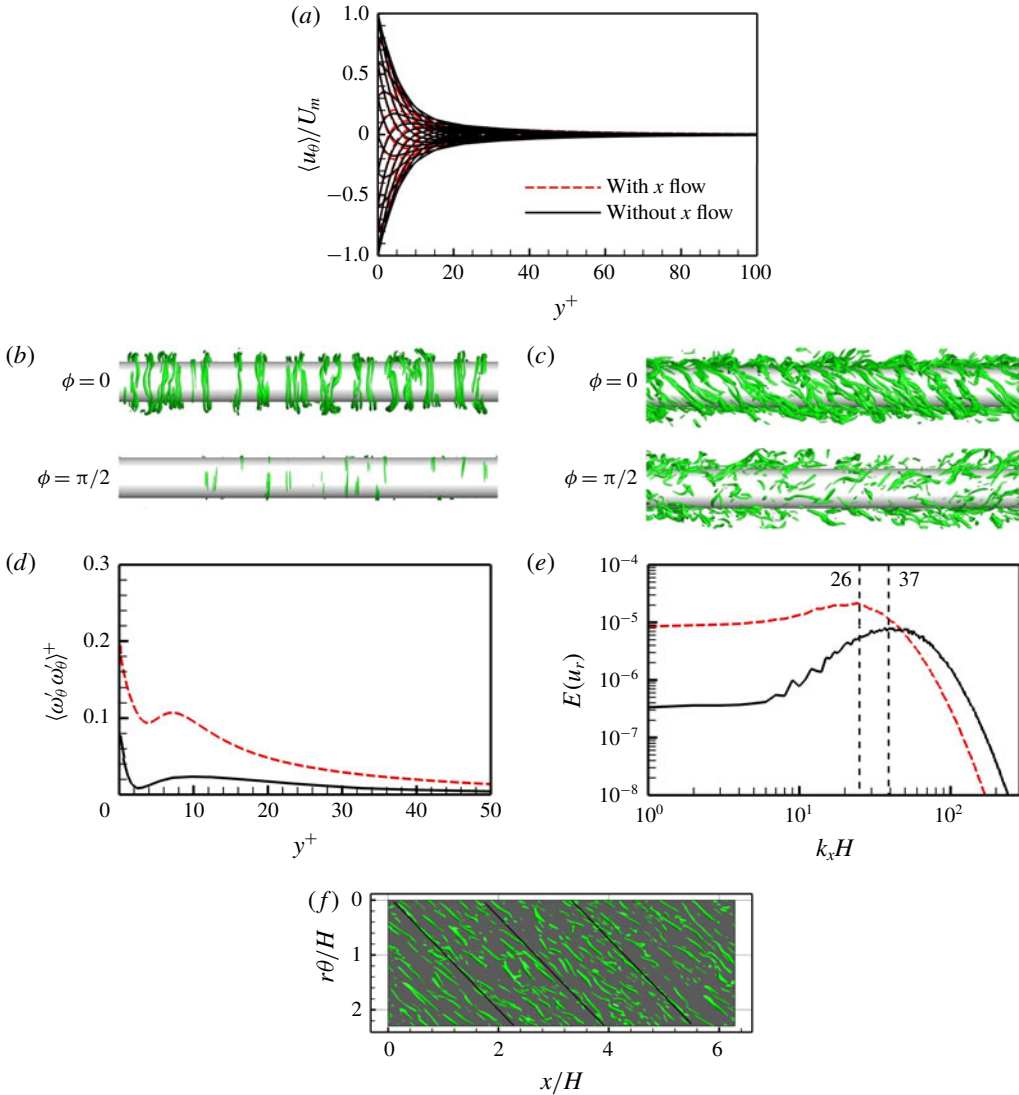 (a)
1.0
0.5
0
−0.5
−1.0
⟨u_θ⟩/U_m
With x flow
Without x flow
0 20 40 60 80 100
y⁺
(b)
ϕ = 0
ϕ = π/2
(c)
ϕ = 0
ϕ = π/2
(d)
0.3
0.2
0.1
⟨ω′_θ ω′_θ⟩⁺
0 10 20 30 40 50
y⁺
(e)
10⁻⁴
10⁻⁵
10⁻⁶
10⁻⁷
10⁻⁸
E(u_r)
26 37
10⁰ 10¹ 10²
k_xH
(f)
0
1
2
rθ/H
0 2 4 6
x/H